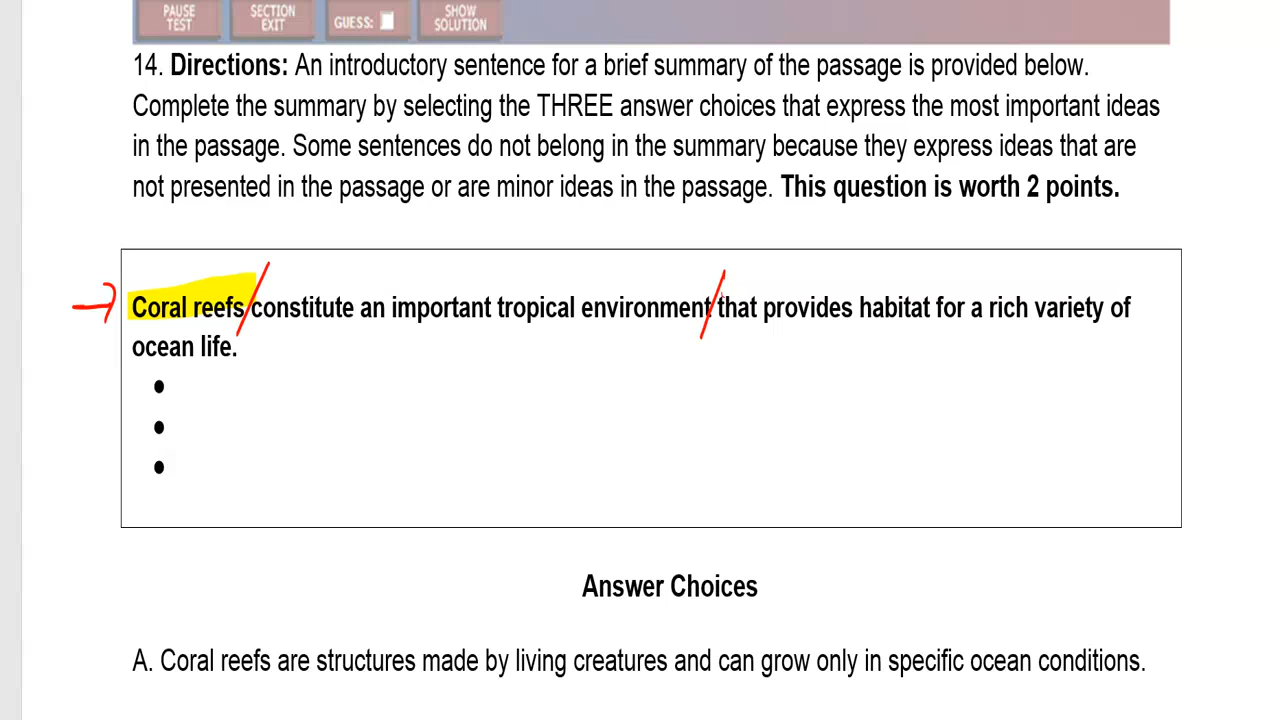 PAUSE SECTION SHOW
TEST EXIT GUESS: SOLUTION
14. Directions: An introductory sentence for a brief summary of the passage is provided below.
Complete the summary by selecting the THREE answer choices that express the most important ideas
in the passage. Some sentences do not belong in the summary because they express ideas that are
not presented in the passage or are minor ideas in the passage. This question is worth 2 points.
Coral reefs constitute an important tropical environment that provides habitat for a rich variety of
ocean life.
Answer Choices
A. Coral reefs are structures made by living creatures and can grow only in specific ocean conditions.